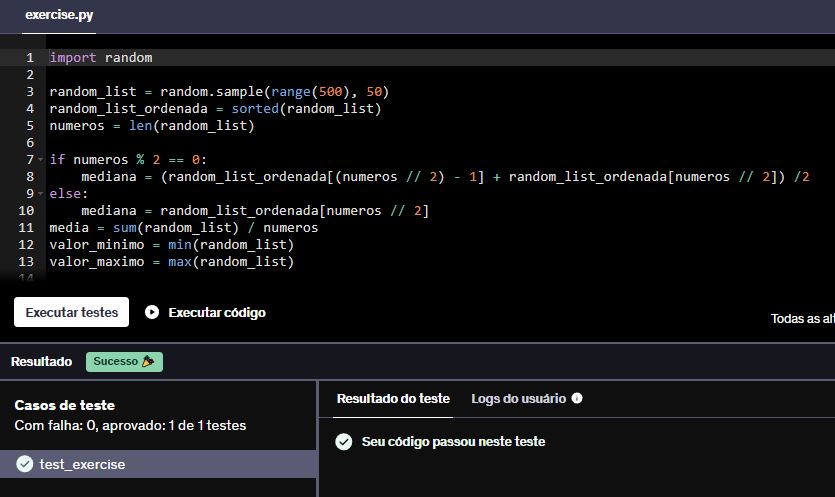 exercise.py
1 import random
2
3 random_list = random.sample(range(500), 50)
4 random_list_ordenada = sorted(random_list)
5 numeros = len(random_list)
6
7 if numeros % 2 == 0:
8     mediana = (random_list_ordenada[(numeros // 2) - 1] + random_list_ordenada[numeros // 2]) /2
9 else:
10     mediana = random_list_ordenada[numeros // 2]
11 media = sum(random_list) / numeros
12 valor_minimo = min(random_list)
13 valor_maximo = max(random_list)
14
Executar testes Executar código
Todas as alt
Resultado Sucesso
Casos de teste
Com falha: 0, aprovado: 1 de 1 testes
test_exercise
Resultado do teste Logs do usuário
Seu código passou neste teste